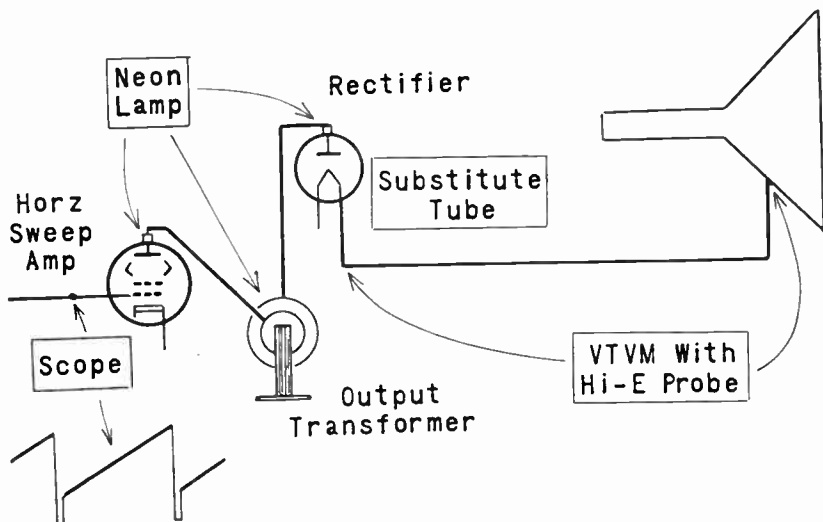 Neon
Lamp
Rectifier
Substitute
Tube
Horz
Sweep
Amp
Scope
VTVM With
Hi-E Probe
Output
Transformer